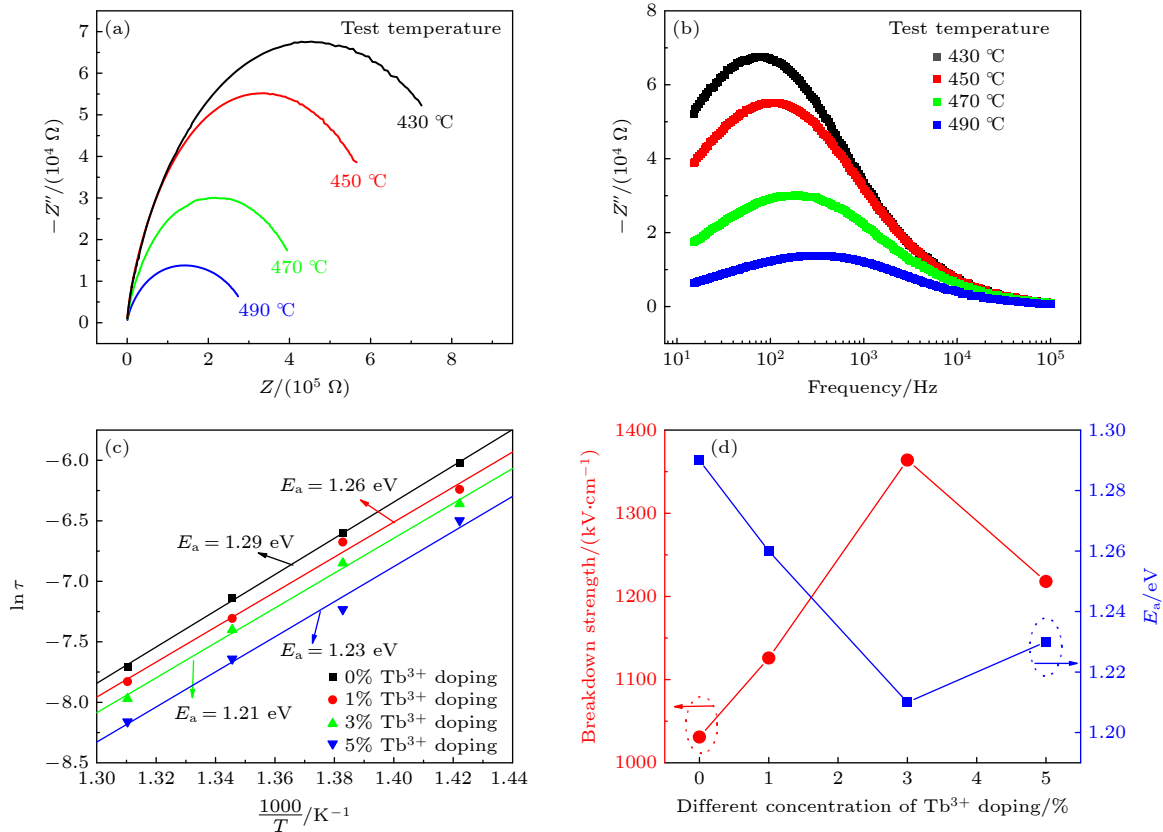 (a)
Test temperature
430 ℃
450 ℃
470 ℃
490 ℃
7
6
5
4
3
2
1
0
−Z″/(10⁴ Ω)
0
2
4
6
8
Z/(10⁵ Ω)
(b)
Test temperature
430 ℃
450 ℃
470 ℃
490 ℃
8
6
4
2
0
−Z″/(10⁴ Ω)
10¹
10²
10³
10⁴
10⁵
Frequency/Hz
(c)
Eₐ = 1.26 eV
Eₐ = 1.29 eV
Eₐ = 1.23 eV
Eₐ = 1.21 eV
0% Tb³⁺ doping
1% Tb³⁺ doping
3% Tb³⁺ doping
5% Tb³⁺ doping
−6.0
−6.5
−7.0
−7.5
−8.0
−8.5
ln τ
1.30
1.32
1.34
1.36
1.38
1.40
1.42
1.44
1000/T /K⁻¹
(d)
1400
1300
1200
1100
1000
Breakdown strength/(kV·cm⁻¹)
1.30
1.28
1.26
1.24
1.22
1.20
Eₐ/eV
0
1
2
3
4
5
Different concentration of Tb³⁺ doping/%